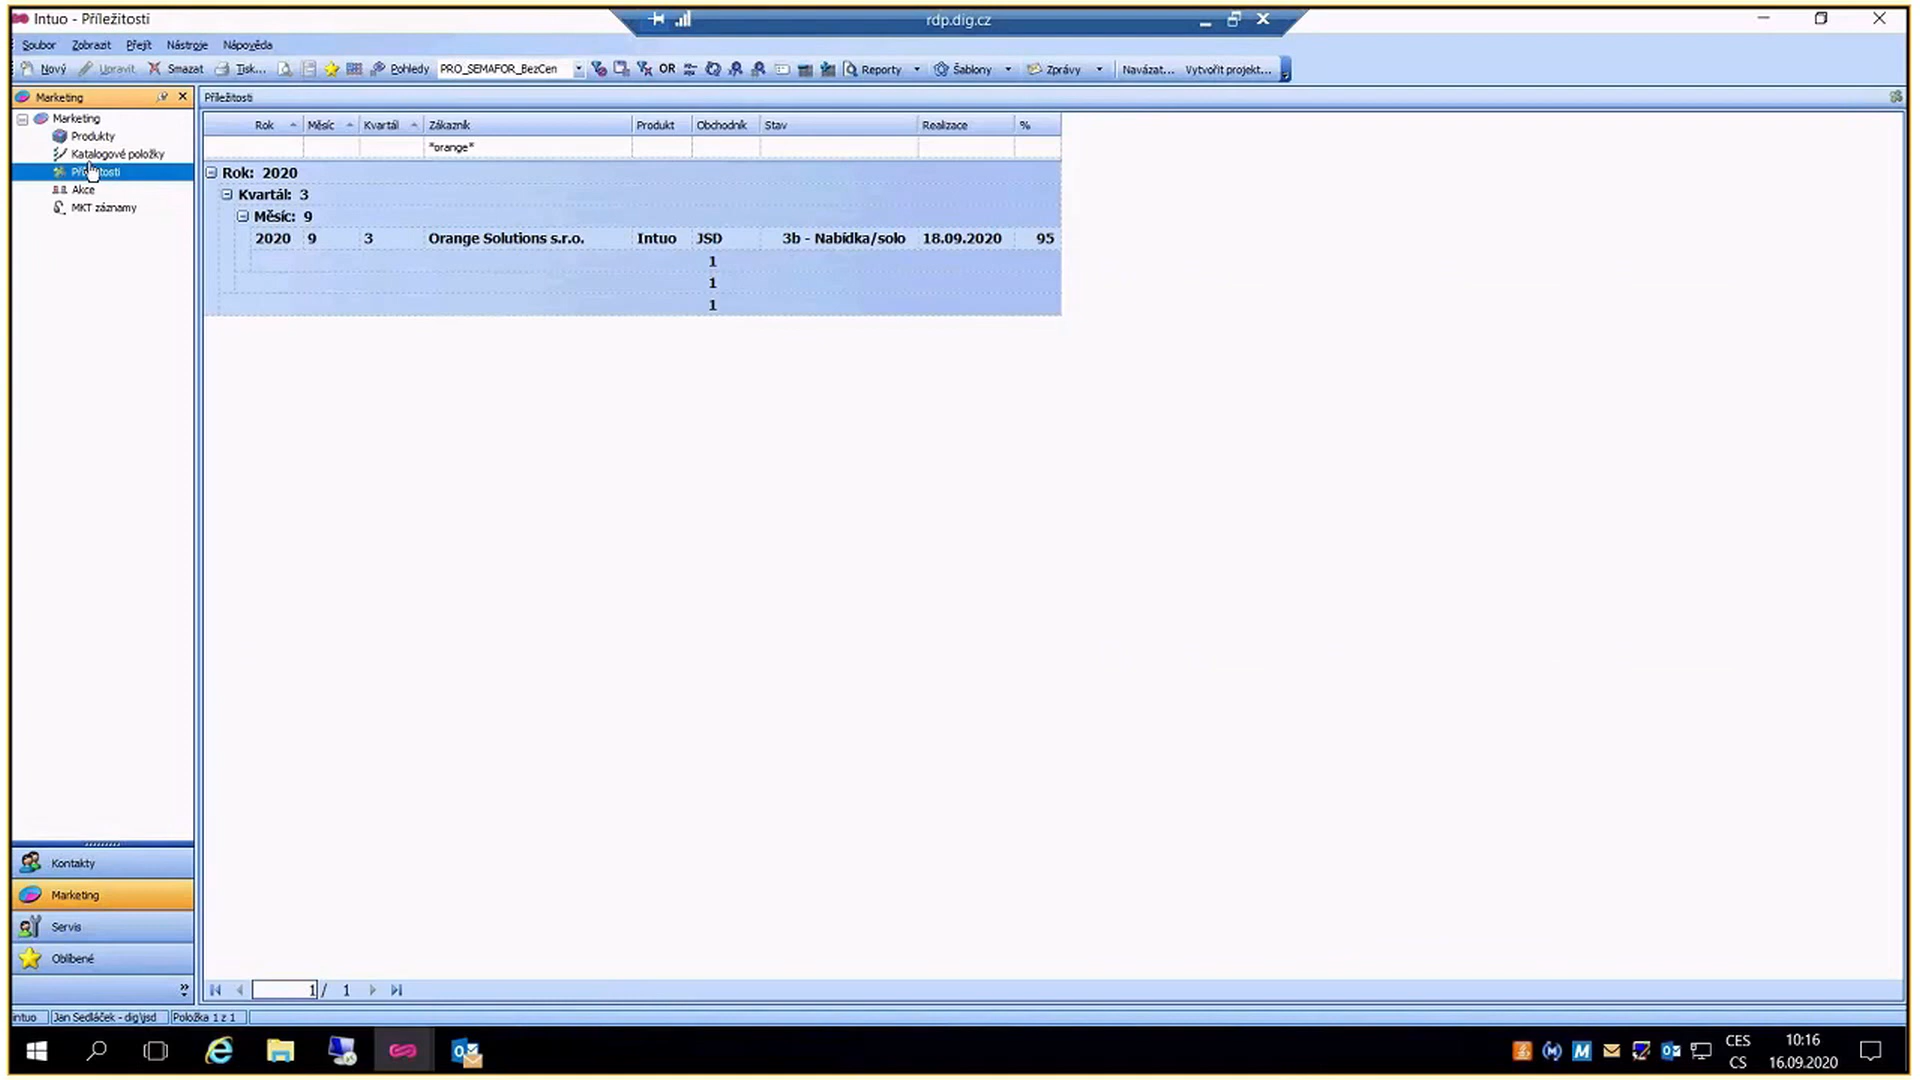 Intuo - Příležitosti
rdp.dig.cz
Soubor Zobrazit Přejít Nástroje Nápověda
Nový Upravit Smazat Tisk... Pohledy PRO_SEMAFOR_BezCen OR Reporty Šablony Zprávy Navázat... Vytvořit projekt...
Marketing
Příležitosti
Marketing
Produkty
Katalogové položky
Akce
MKT záznamy
Rok Měsíc Kvartál Zákazník Produkt Obchodník Stav Realizace %
*orange*
Rok: 2020
Kvartál: 3
Měsíc: 9
2020 9 3 Orange Solutions s.r.o. Intuo JSD 3b - Nabídka/solo 18.09.2020 95
1
1
1
Kontakty
Marketing
Servis
Oblíbené
1 / 1
intuo Jan Sedláček - dig\jsd Položka 1 z 1
CES
CS
10:16
16.09.2020